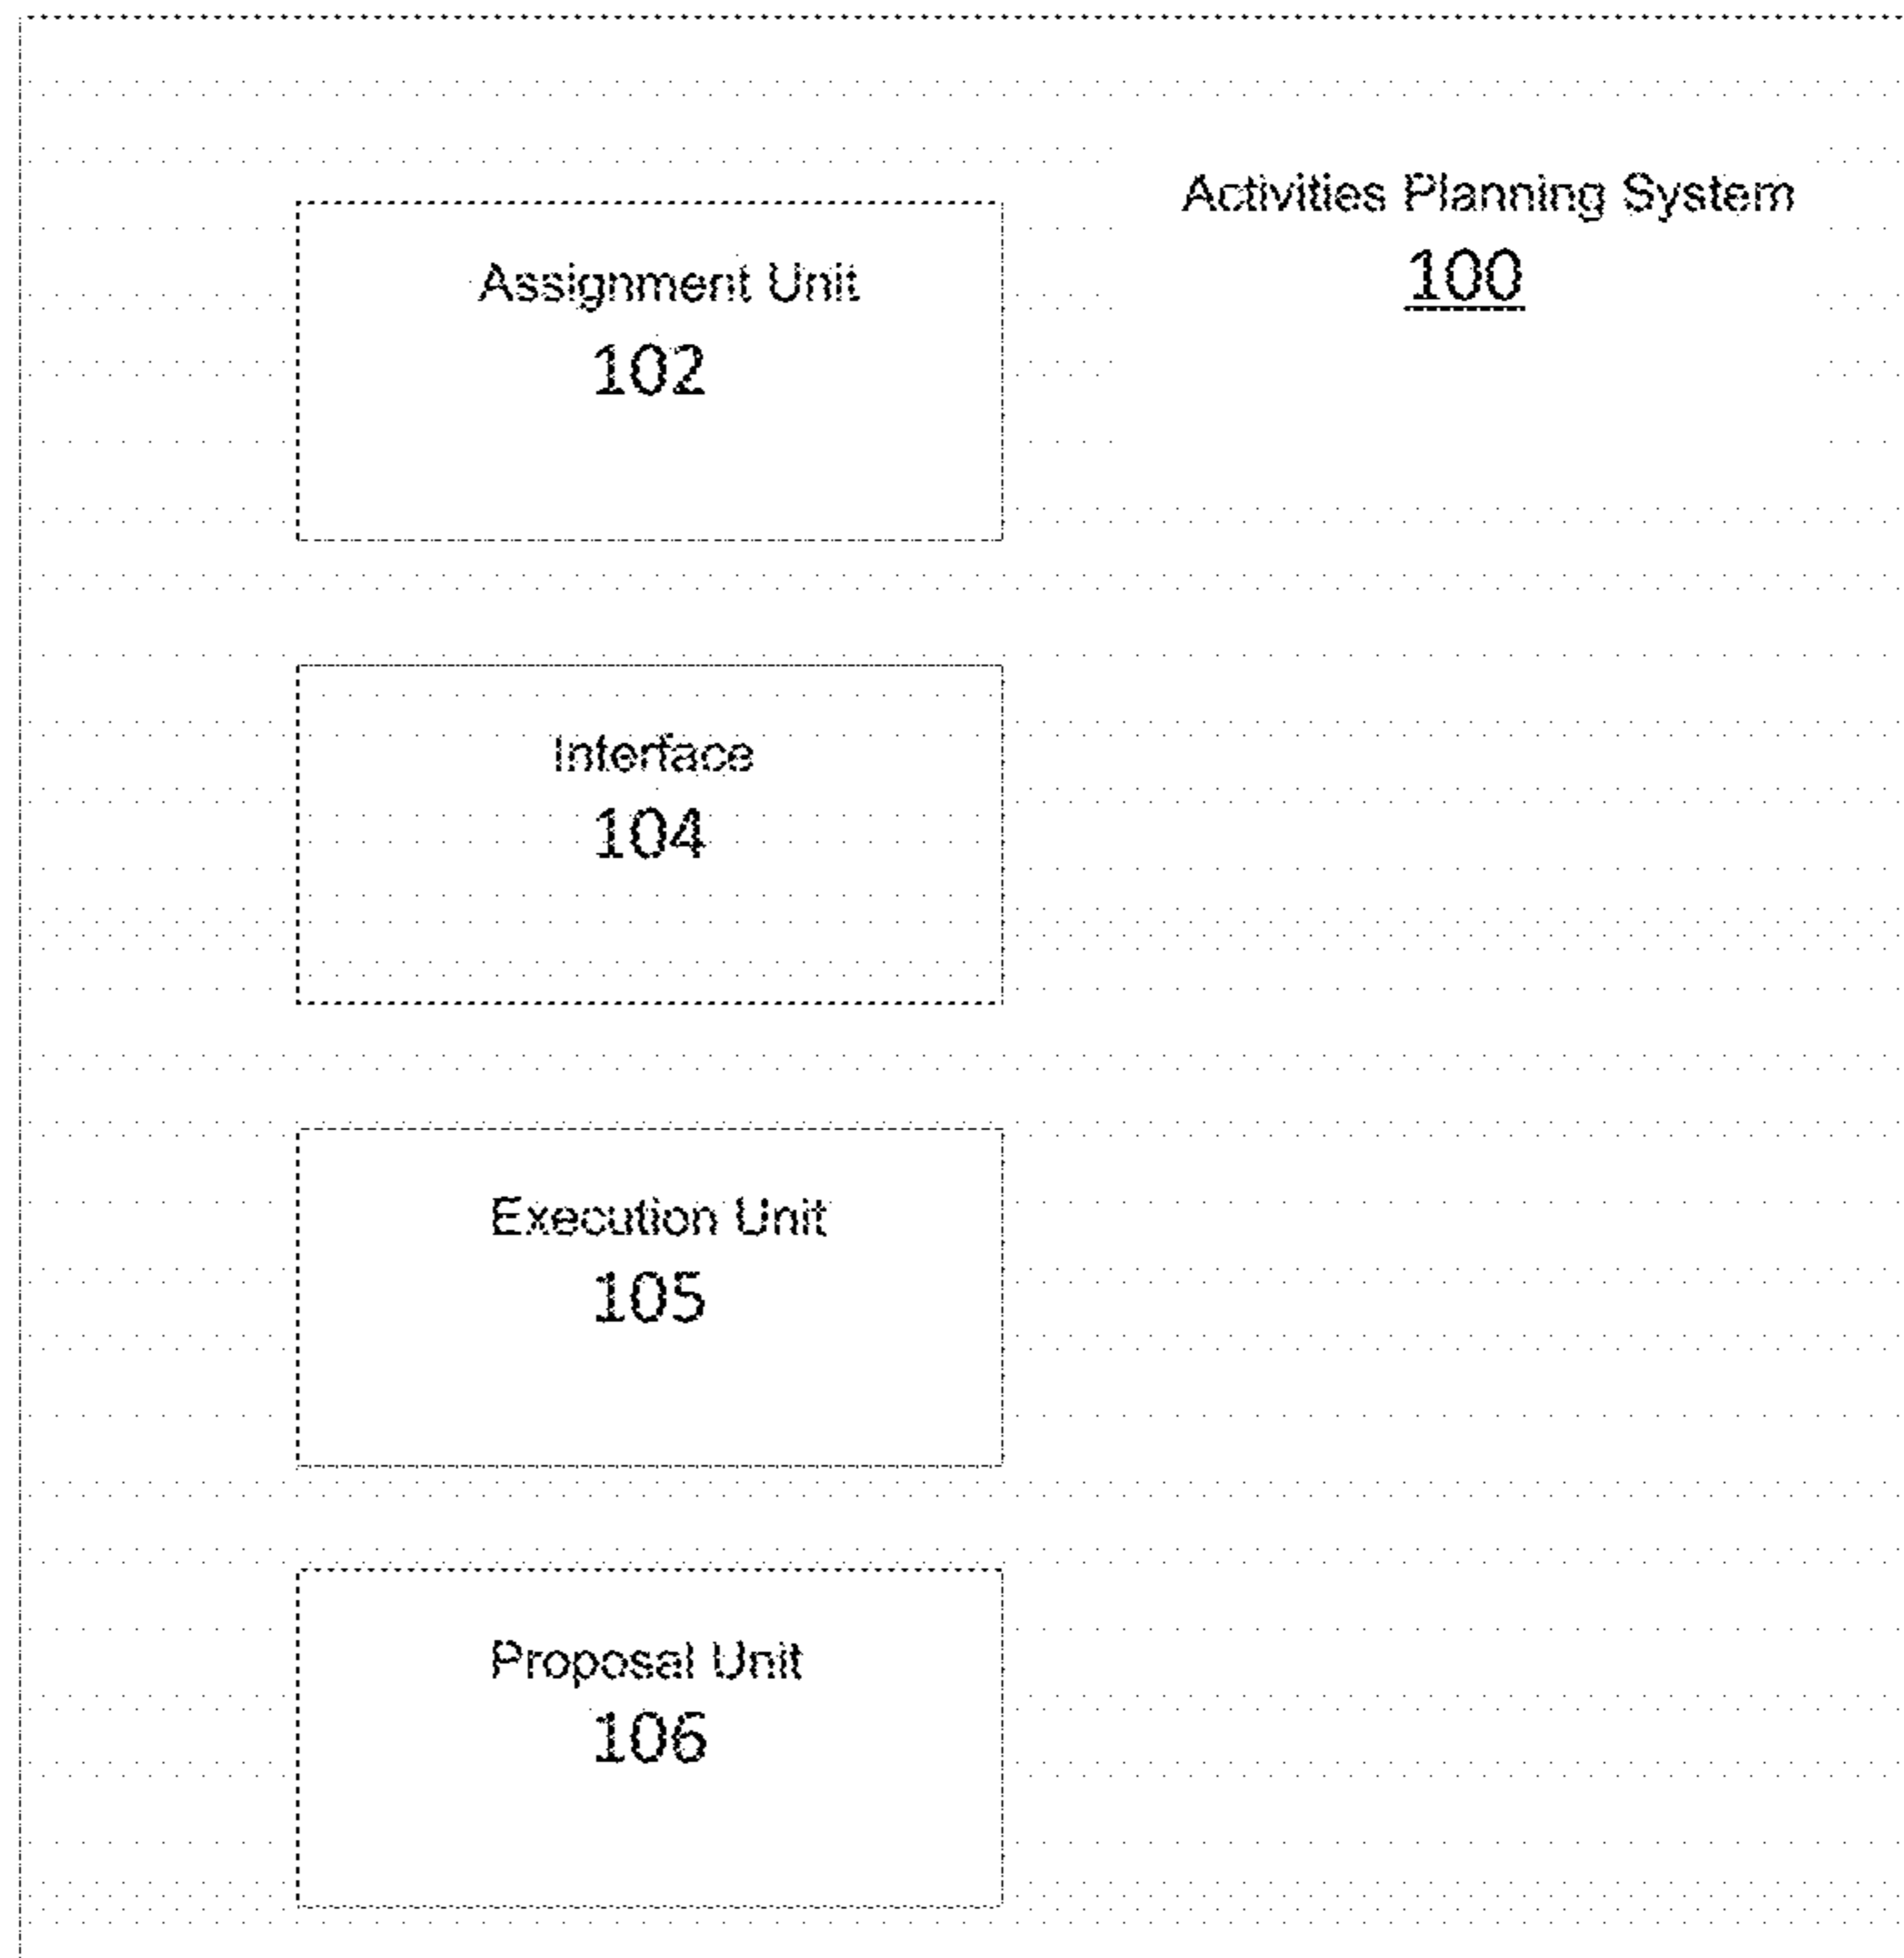 Activities Planning System
100
Assignment Unit
102
Interface
104
Execution Unit
105
Proposal Unit
106